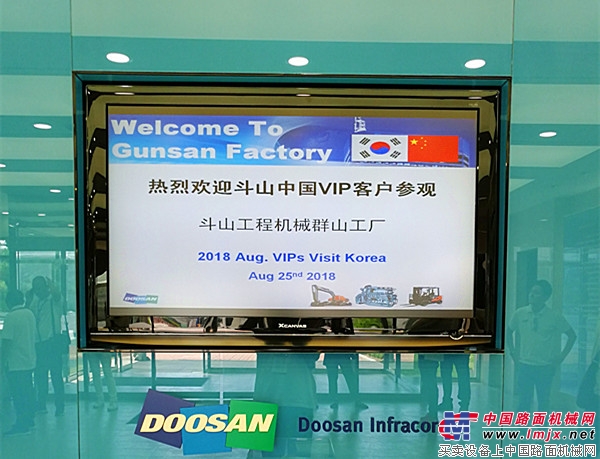 Welcome To
Gunsan Factory
热烈欢迎斗山中国VIP客户参观
斗山工程机械群山工厂
2018 Aug. VIPs Visit Korea
Aug 25nd 2018
DOOSAN
XCANVAS
DOOSAN
Doosan Infracor
中国路面机械网
www.lmjx.net
买卖设备上中国路面机械网